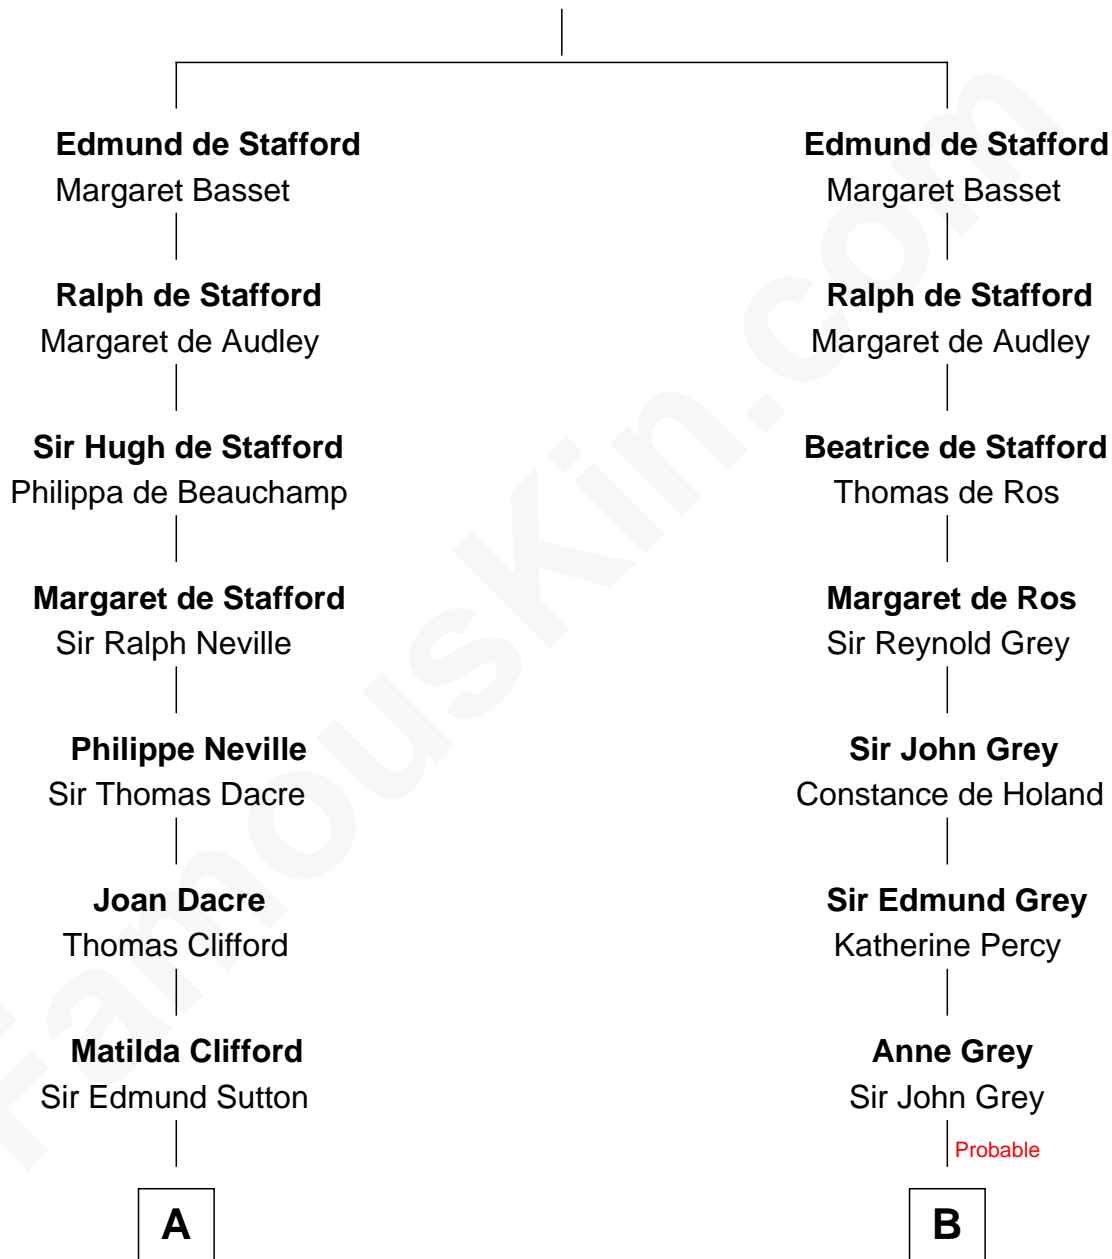 Edmund de Stafford
Margaret Basset
Ralph de Stafford
Margaret de Audley
Sir Hugh de Stafford
Philippa de Beauchamp
Margaret de Stafford
Sir Ralph Neville
Philippe Neville
Sir Thomas Dacre
Joan Dacre
Thomas Clifford
Matilda Clifford
Sir Edmund Sutton
A
Edmund de Stafford
Margaret Basset
Ralph de Stafford
Margaret de Audley
Beatrice de Stafford
Thomas de Ros
Margaret de Ros
Sir Reynold Grey
Sir John Grey
Constance de Holand
Sir Edmund Grey
Katherine Percy
Anne Grey
Sir John Grey
Probable
B
FamousKin.com